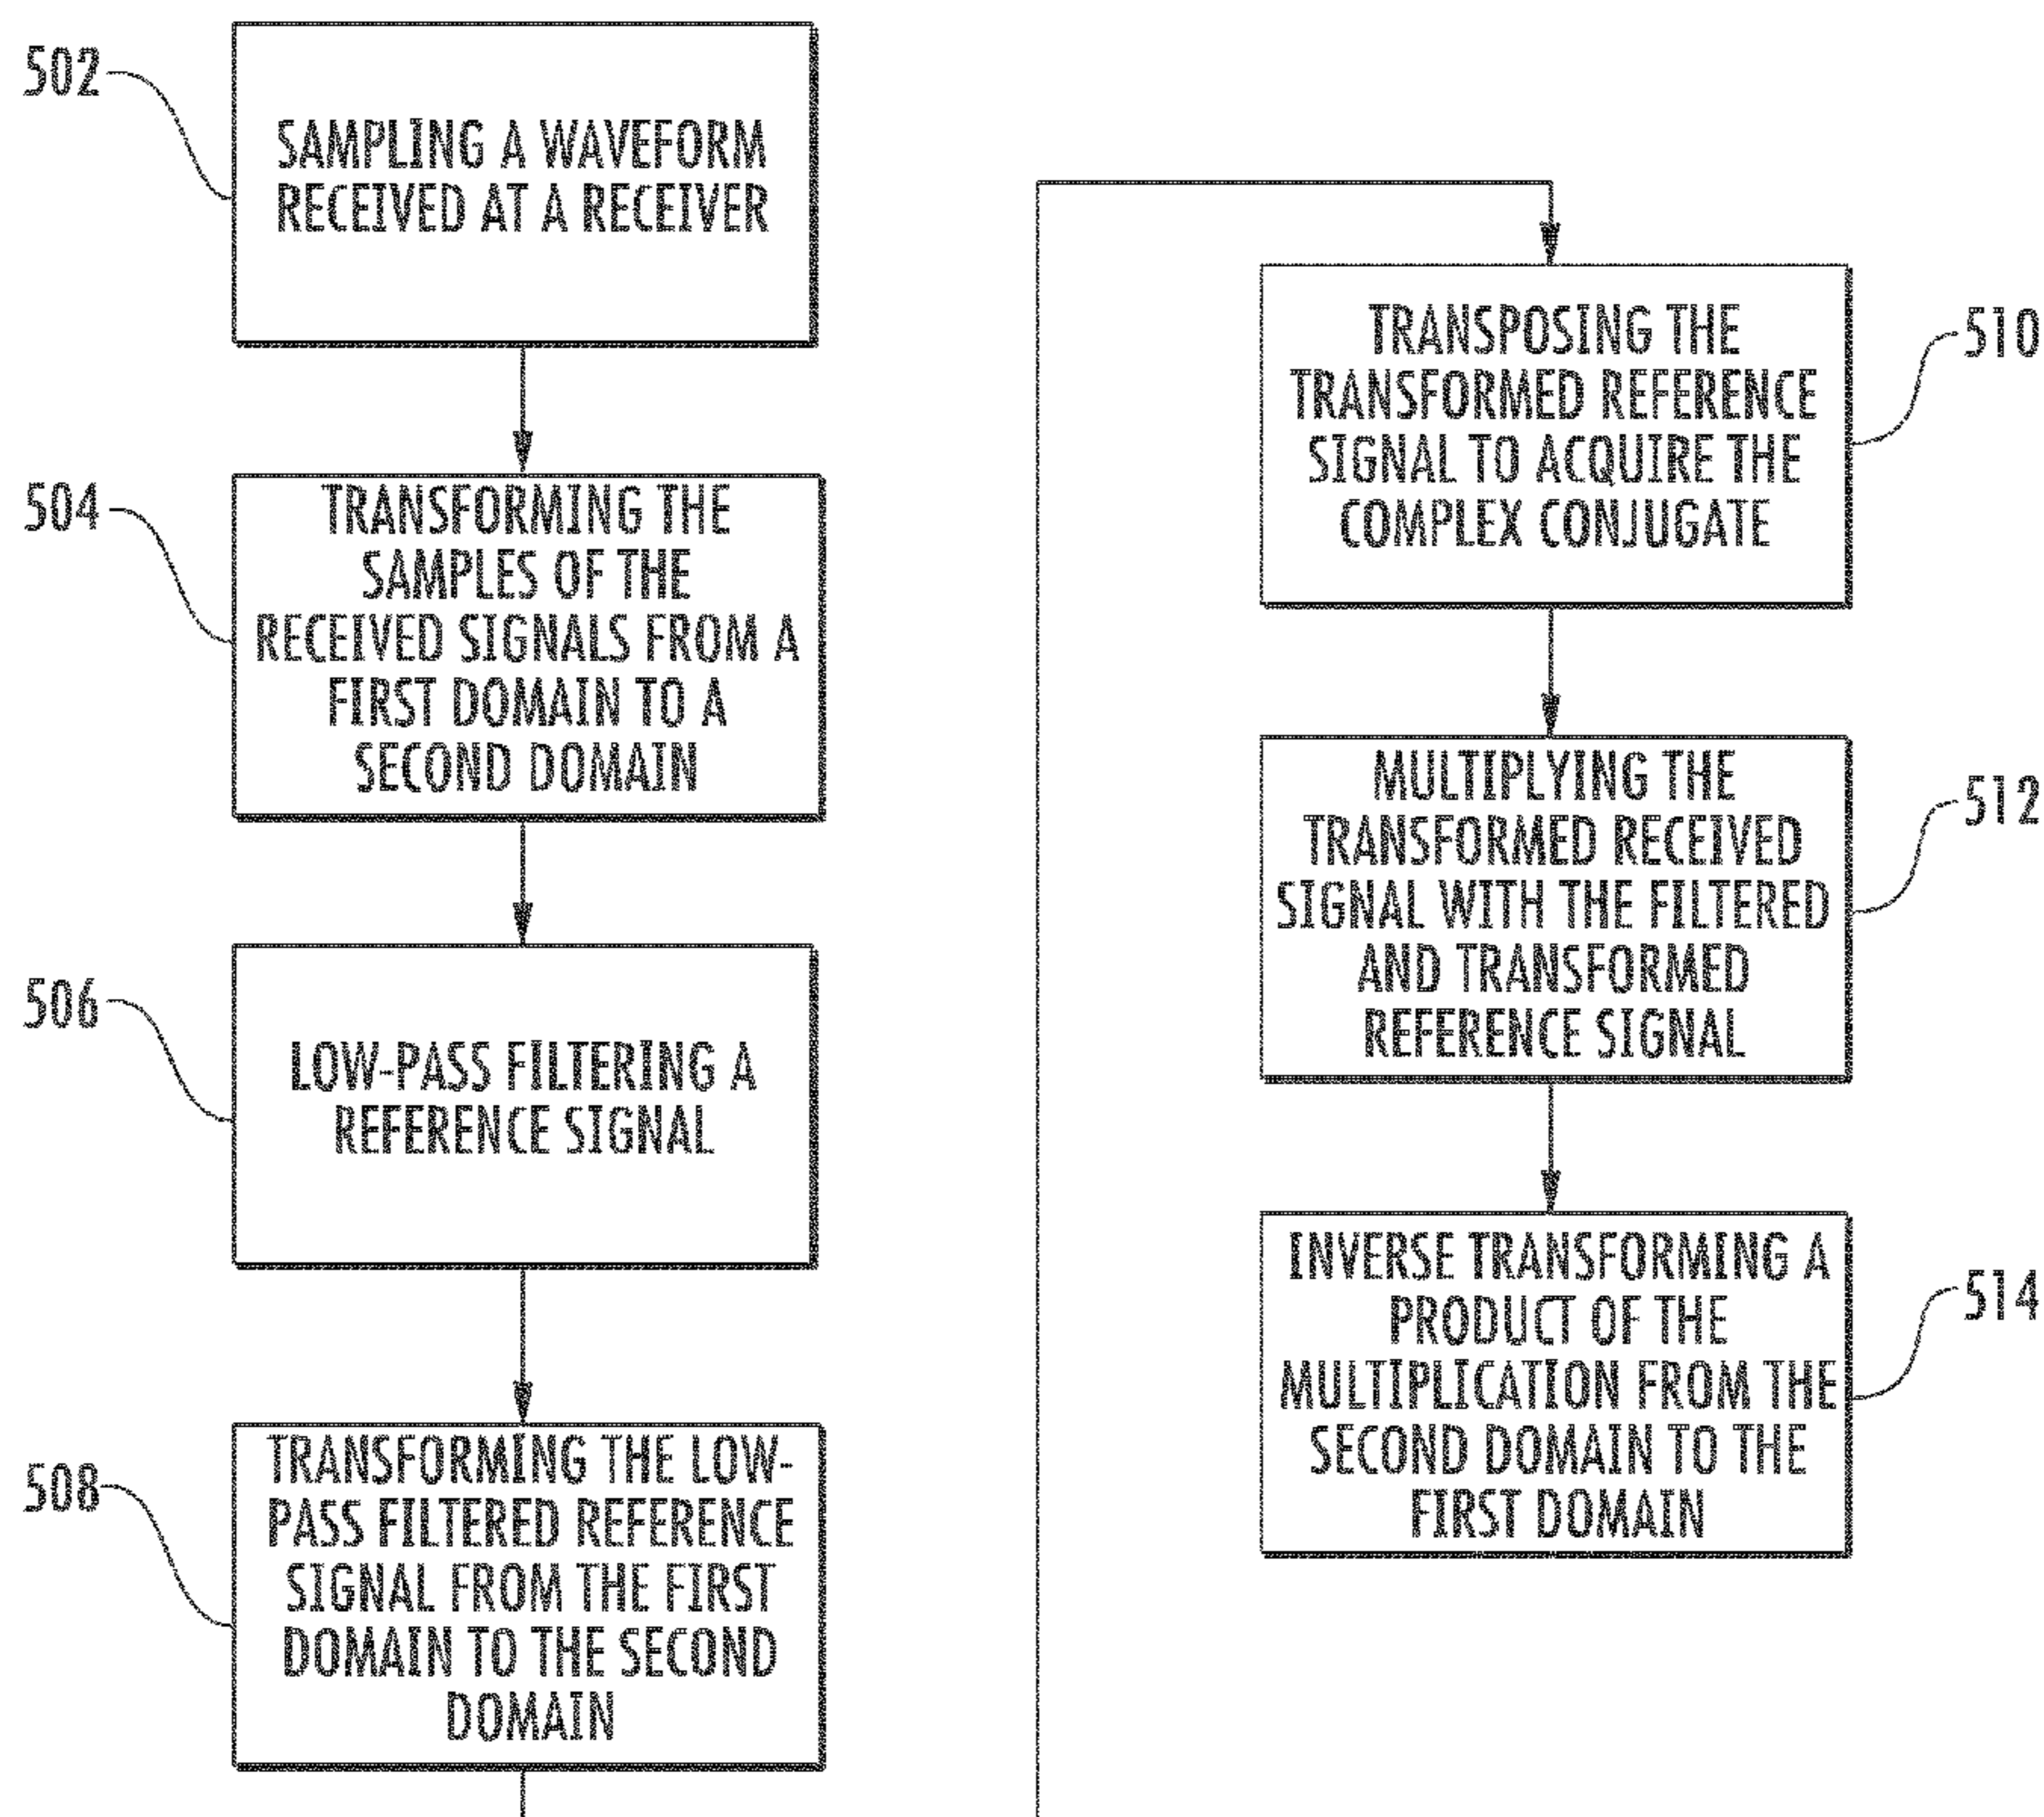 502
SAMPLING A WAVEFORM
RECEIVED AT A RECEIVER
504
TRANSFORMING THE
SAMPLES OF THE
RECEIVED SIGNALS FROM A
FIRST DOMAIN TO A
SECOND DOMAIN
506
LOW-PASS FILTERING A
REFERENCE SIGNAL
508
TRANSFORMING THE LOW-
PASS FILTERED REFERENCE
SIGNAL FROM THE FIRST
DOMAIN TO THE SECOND
DOMAIN
510
TRANSPOSING THE
TRANSFORMED REFERENCE
SIGNAL TO ACQUIRE THE
COMPLEX CONJUGATE
512
MULTIPLYING THE
TRANSFORMED RECEIVED
SIGNAL WITH THE FILTERED
AND TRANSFORMED
REFERENCE SIGNAL
514
INVERSE TRANSFORMING A
PRODUCT OF THE
MULTIPLICATION FROM THE
SECOND DOMAIN TO THE
FIRST DOMAIN